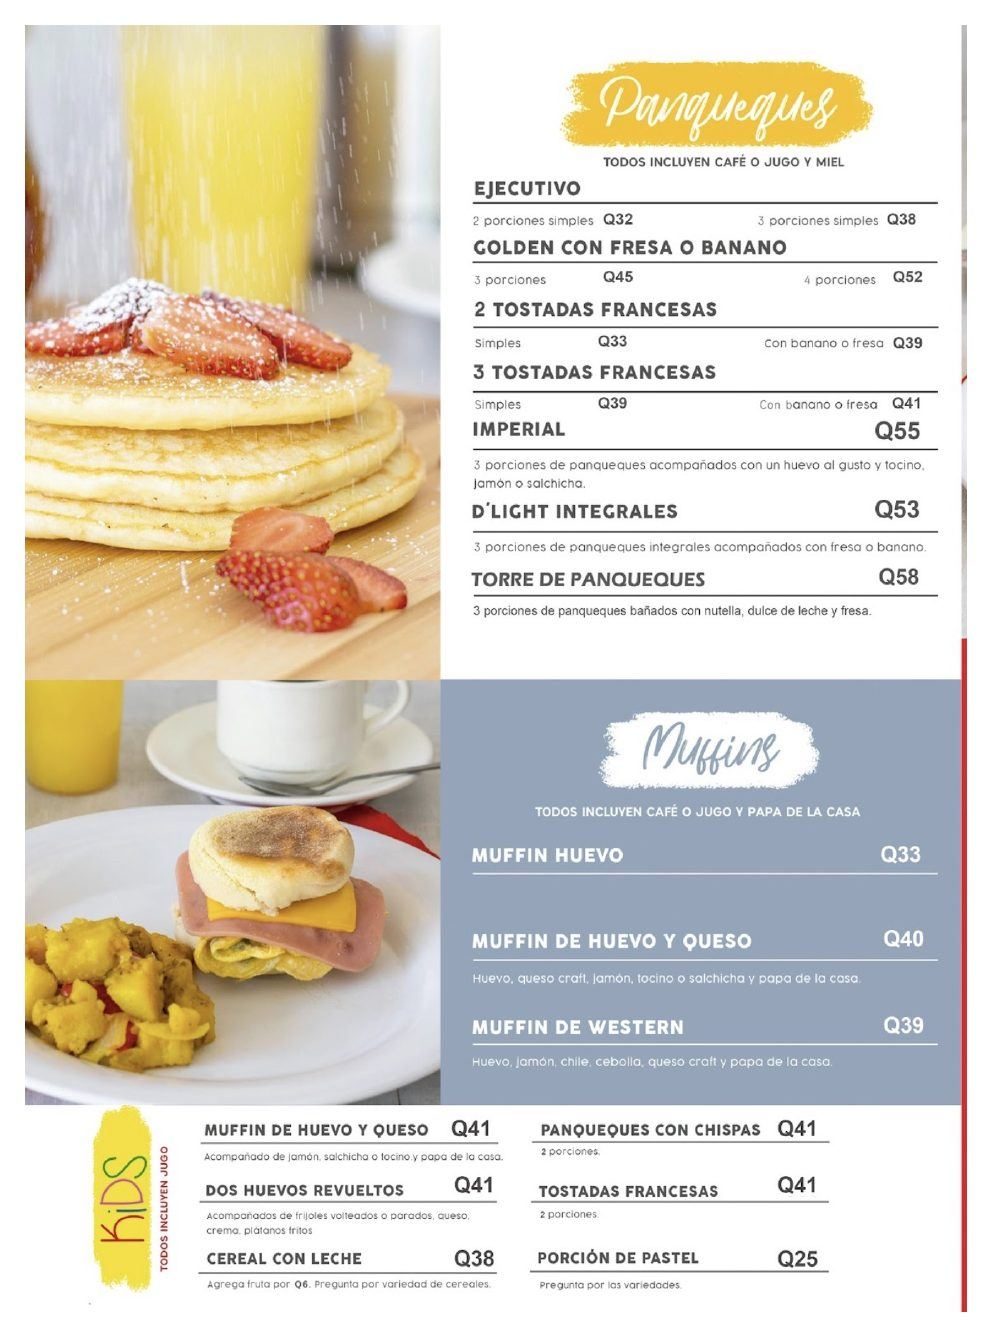 Panqueques
TODOS INCLUYEN CAFÉ O JUGO Y MIEL
EJECUTIVO
2 porciones simples Q32 3 porciones simples Q38
GOLDEN CON FRESA O BANANO
3 porciones Q45 4 porciones Q52
2 TOSTADAS FRANCESAS
Simples Q33 Con banano o fresa Q39
3 TOSTADAS FRANCESAS
Simples Q39 Con banano o fresa Q41
IMPERIAL Q55
3 porciones de panqueques acompañados con un huevo al gusto y tocino,
jamón o salchicha.
D'LIGHT INTEGRALES Q53
3 porciones de panqueques integrales acompañados con fresa o banano.
TORRE DE PANQUEQUES Q58
3 porciones de panqueques bañados con nutella, dulce de leche y fresa.
Muffins
TODOS INCLUYEN CAFÉ O JUGO Y PAPA DE LA CASA
MUFFIN HUEVO Q33
MUFFIN DE HUEVO Y QUESO Q40
Huevo, queso craft, jamón, tocino o salchicha y papa de la casa.
MUFFIN DE WESTERN Q39
Huevo, jamón, chile, cebolla, queso craft y papa de la casa.
KiDS
TODOS INCLUYEN JUGO
MUFFIN DE HUEVO Y QUESO Q41
Acompañado de jamón, salchicha o tocino y papa de la casa.
DOS HUEVOS REVUELTOS Q41
Acompañados de frijoles volteados o parados, queso,
crema, plátanos fritos
CEREAL CON LECHE Q38
Agrega fruta por Q6. Pregunta por variedad de cereales.
PANQUEQUES CON CHISPAS Q41
2 porciones.
TOSTADAS FRANCESAS Q41
2 porciones.
PORCIÓN DE PASTEL Q25
Pregunta por las variedades.